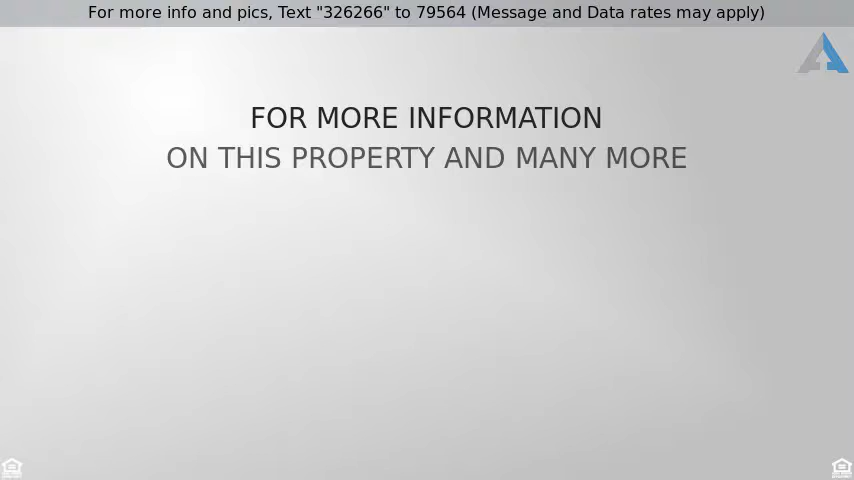 For more info and pics, Text "326266" to 79564 (Message and Data rates may apply)
FOR MORE INFORMATION
ON THIS PROPERTY AND MANY MORE